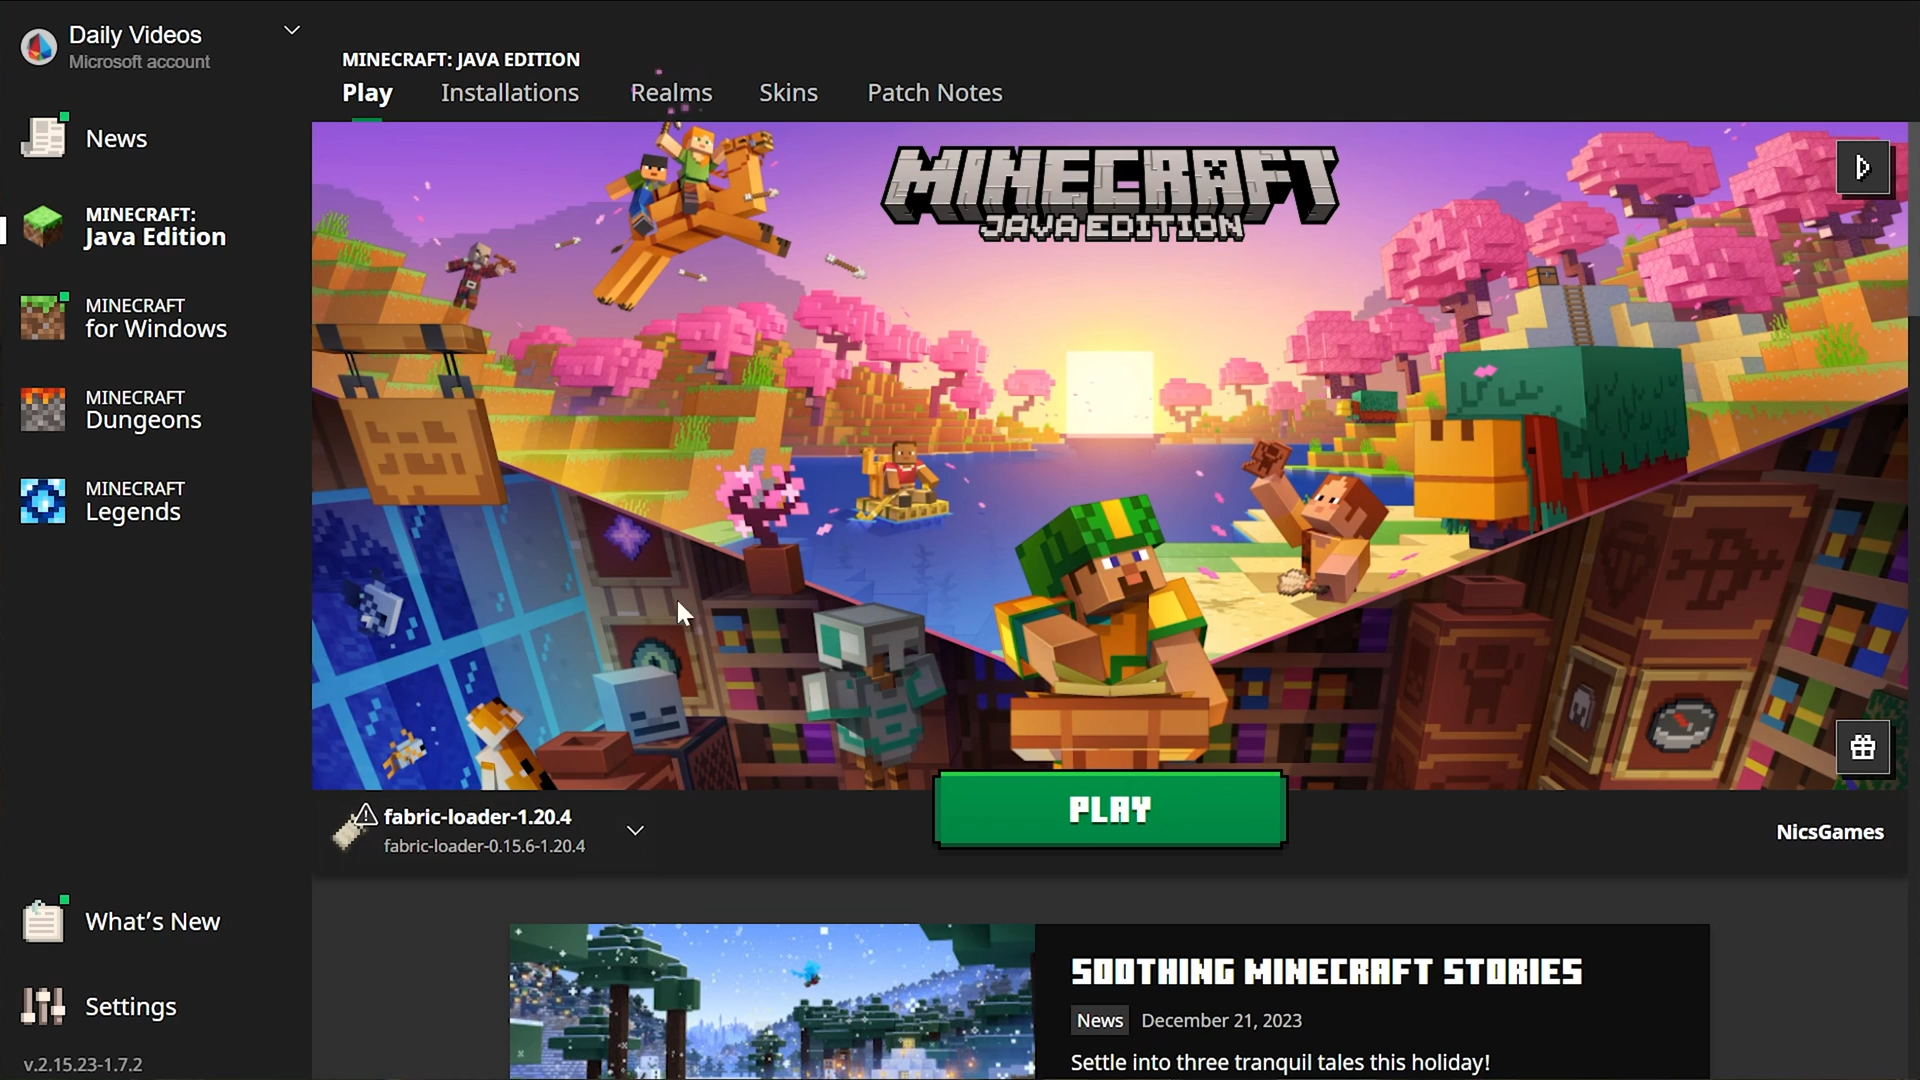 Daily Videos
Microsoft account
News
MINECRAFT:
Java Edition
MINECRAFT
for Windows
MINECRAFT
Dungeons
MINECRAFT
Legends
What's New
Settings
v.2.15.23-1.7.2
MINECRAFT: JAVA EDITION
Play Installations Realms Skins Patch Notes
MINECRAFT
JAVA EDITION
fabric-loader-1.20.4
fabric-loader-0.15.6-1.20.4
PLAY
NicsGames
SOOTHING MINECRAFT STORIES
News December 21, 2023
Settle into three tranquil tales this holiday!